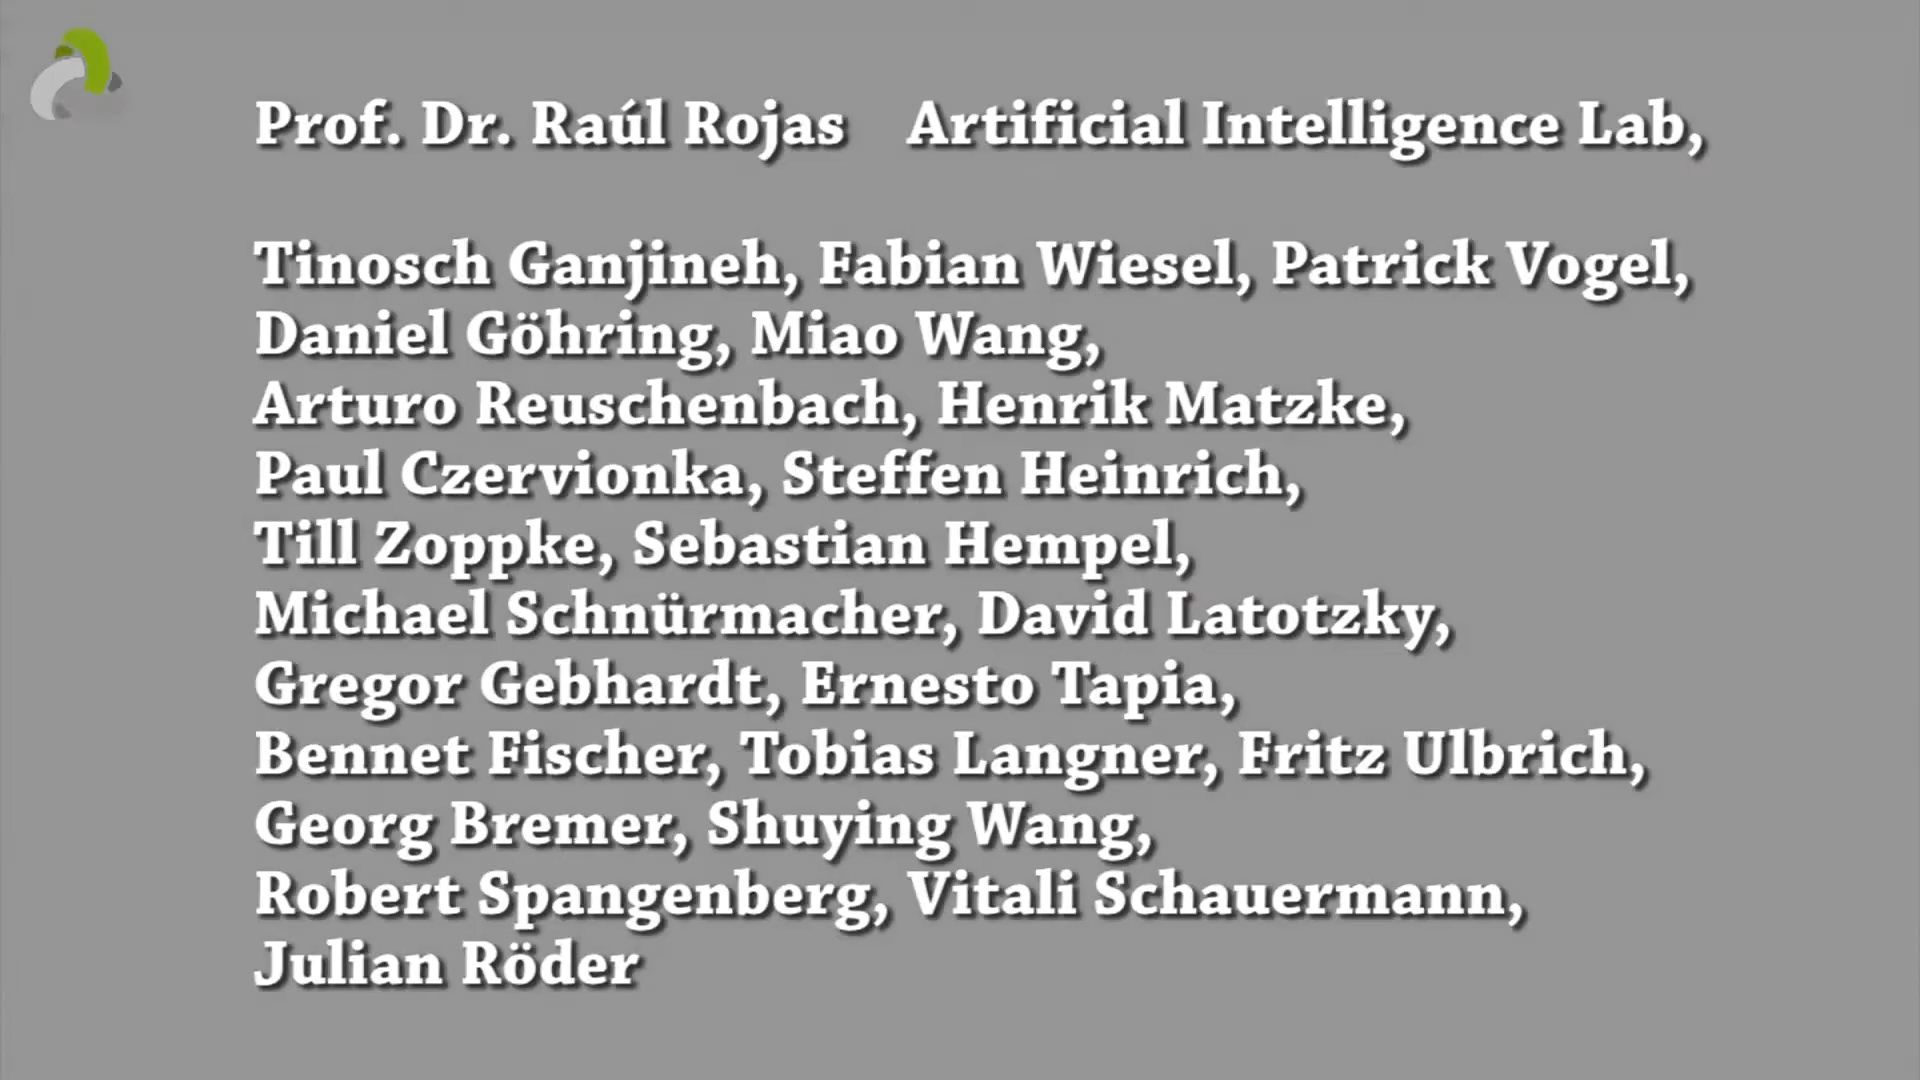 Prof. Dr. Raúl Rojas Artificial Intelligence Lab,
Tinosch Ganjineh, Fabian Wiesel, Patrick Vogel,
Daniel Göhring, Miao Wang,
Arturo Reuschenbach, Henrik Matzke,
Paul Czervionka, Steffen Heinrich,
Till Zoppke, Sebastian Hempel,
Michael Schnürmacher, David Latotzky,
Gregor Gebhardt, Ernesto Tapia,
Bennet Fischer, Tobias Langner, Fritz Ulbrich,
Georg Bremer, Shuying Wang,
Robert Spangenberg, Vitali Schauermann,
Julian Röder